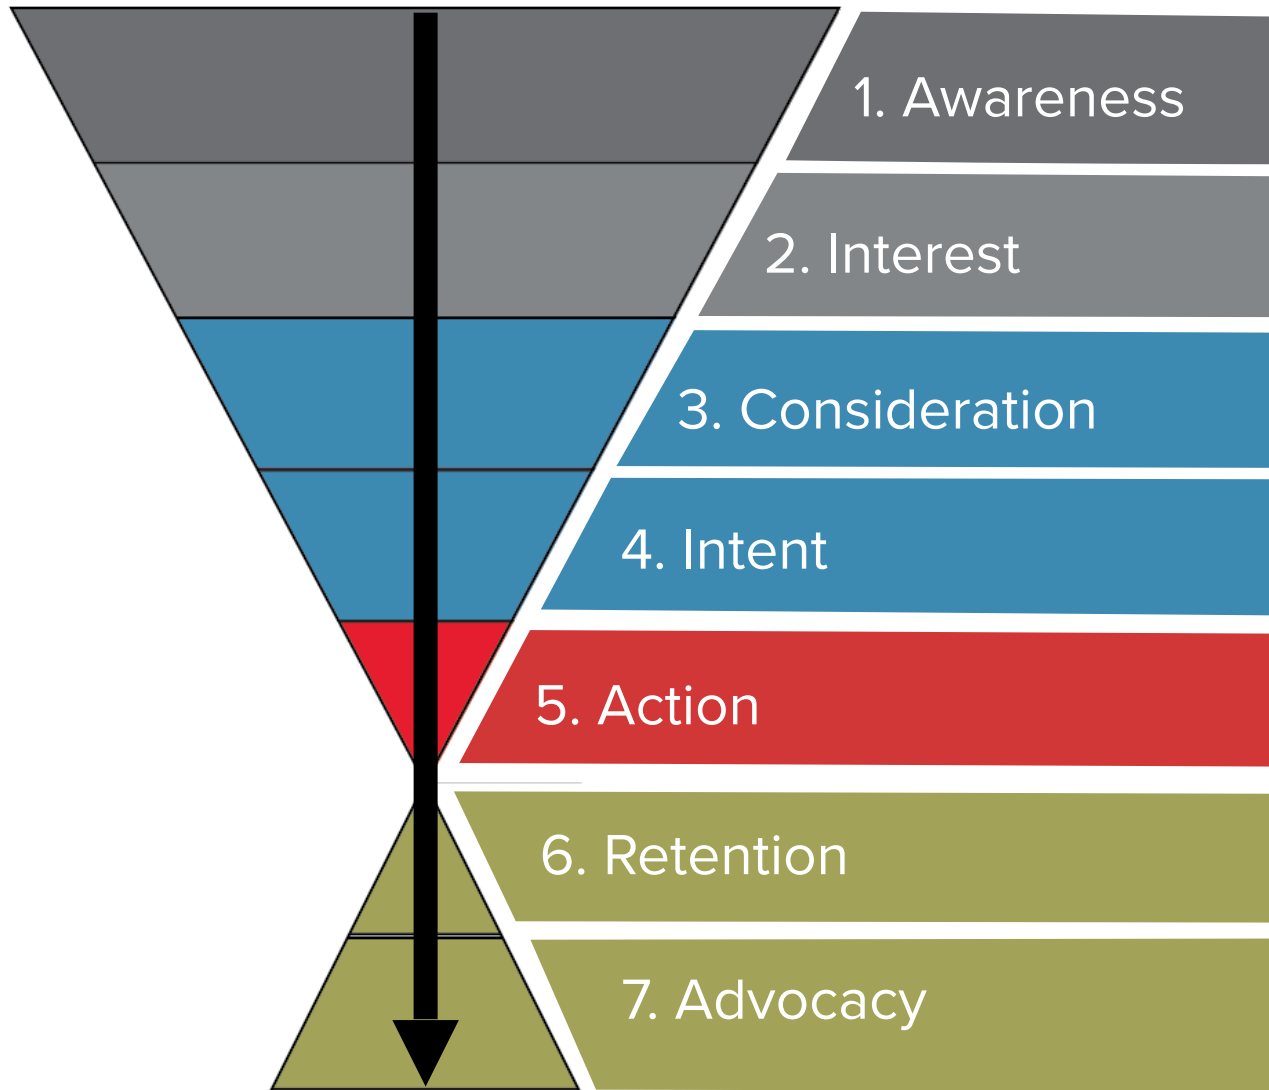 1. Awareness
2. Interest
3. Consideration
4. Intent
5. Action
6. Retention
7. Advocacy